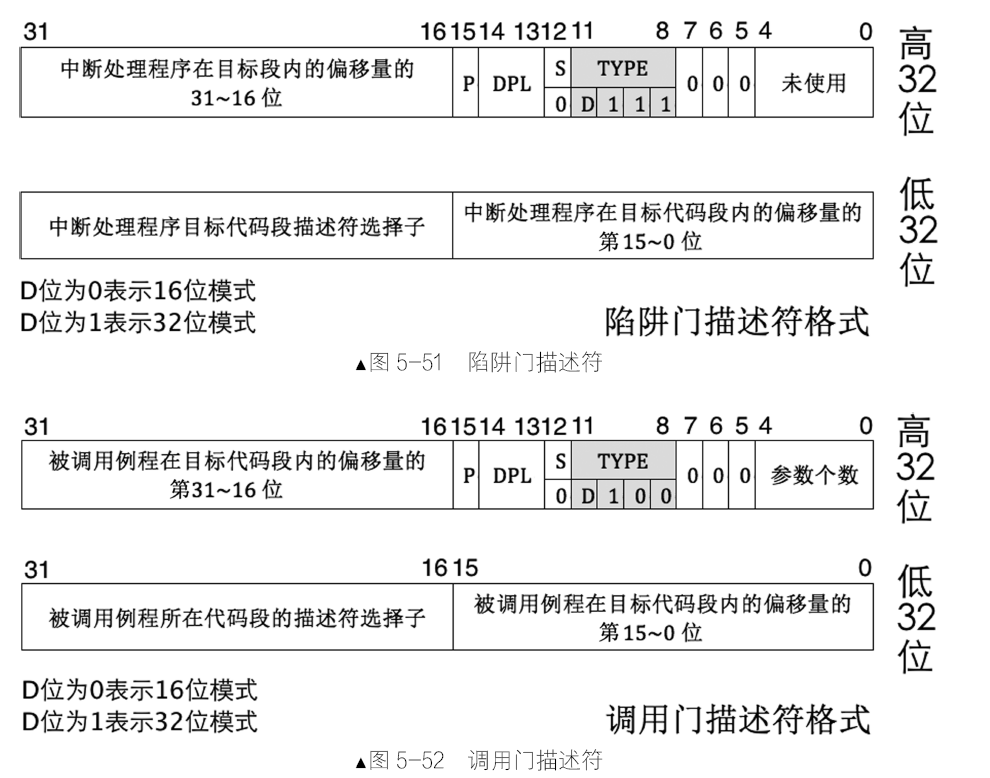 31 16 15 14 13 12 11 8 7 6 5 4 0
中断处理程序在目标段内的偏移量的
31~16 位
P DPL S TYPE 0 0 0 未使用
0 D 1 1 1
高32位
中断处理程序目标代码段描述符选择子
中断处理程序在目标代码段内的偏移量的
第15~0 位
低32位
D位为0表示16位模式
D位为1表示32位模式
陷阱门描述符格式
▲图 5-51 陷阱门描述符
31 16 15 14 13 12 11 8 7 6 5 4 0
被调用例程在目标代码段内的偏移量的
第31~16 位
P DPL S TYPE 0 0 0 参数个数
0 D 1 0 0
高32位
31 16 15 0
被调用例程所在代码段的描述符选择子
被调用例程在目标代码段内的偏移量的
第15~0 位
低32位
D位为0表示16位模式
D位为1表示32位模式
调用门描述符格式
▲图 5-52 调用门描述符